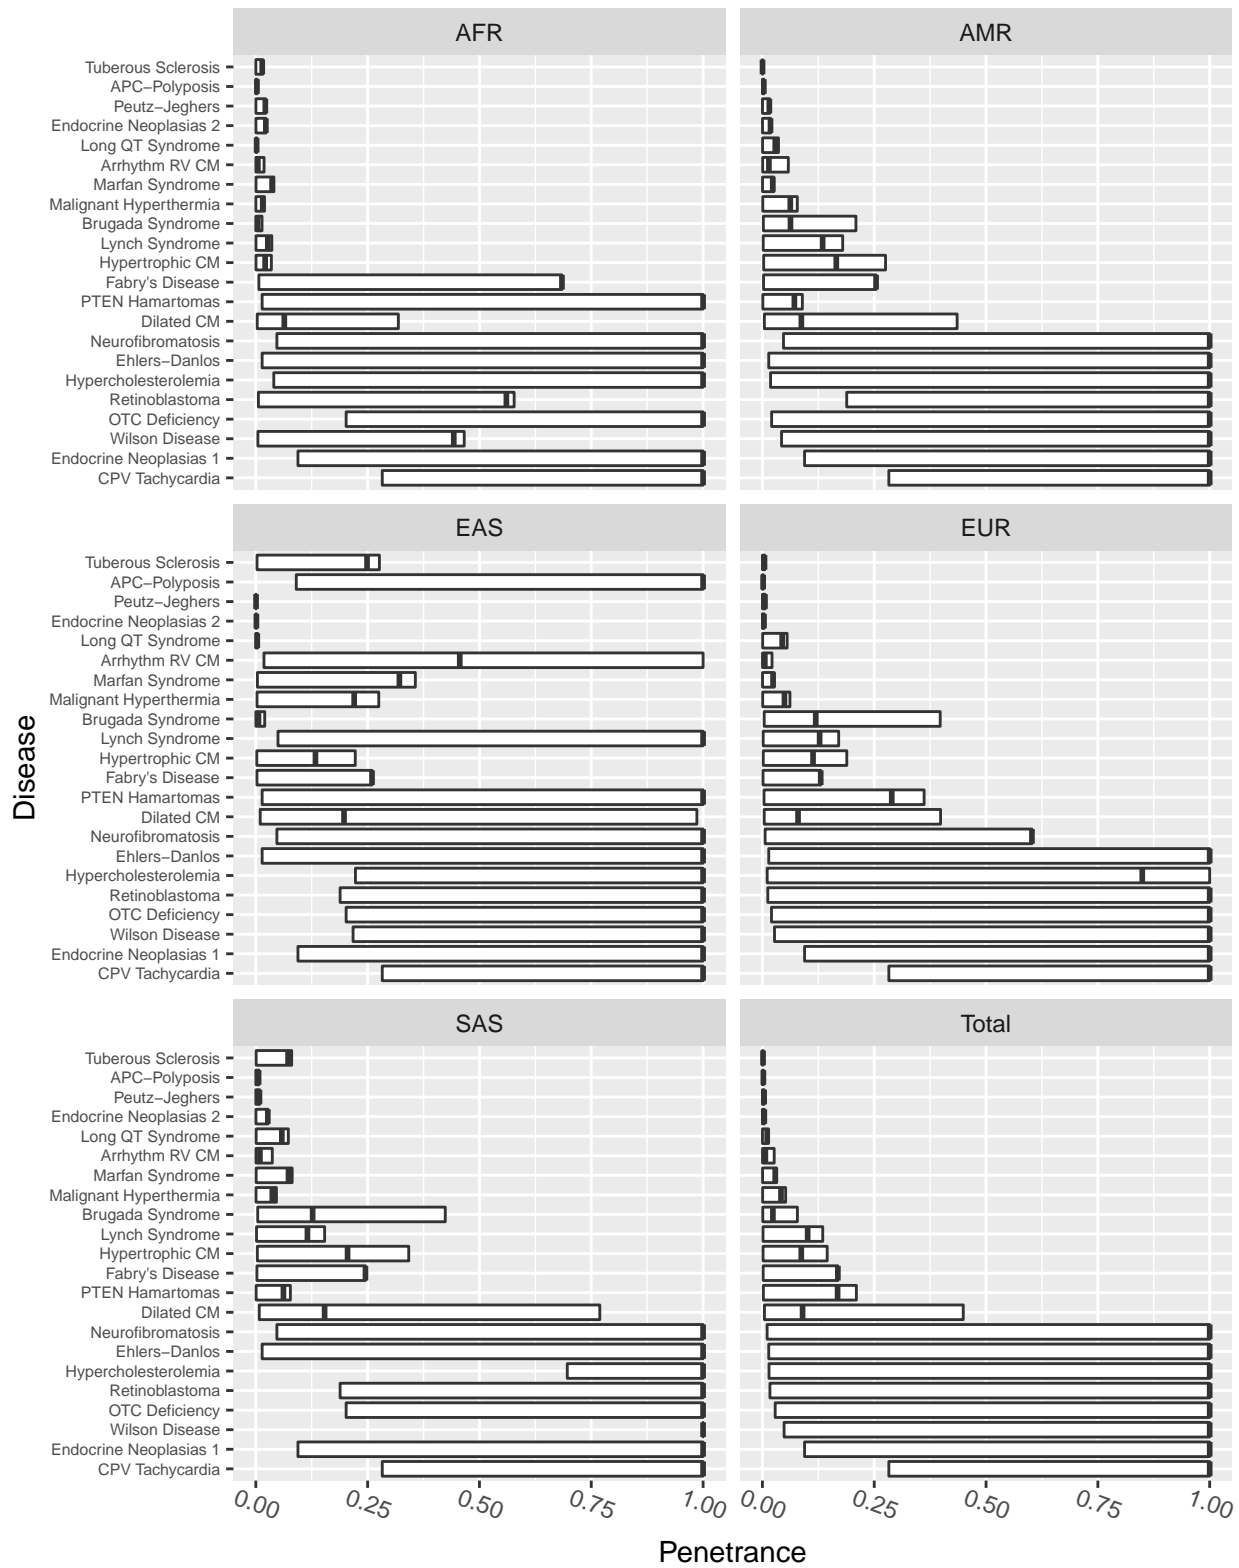 AFR
AMR
Tuberous Sclerosis
APC−Polyposis
Peutz−Jeghers
Endocrine Neoplasias 2
Long QT Syndrome
Arrhythm RV CM
Marfan Syndrome
Malignant Hyperthermia
Brugada Syndrome
Lynch Syndrome
Hypertrophic CM
Fabry's Disease
PTEN Hamartomas
Dilated CM
Neurofibromatosis
Ehlers−Danlos
Hypercholesterolemia
Retinoblastoma
OTC Deficiency
Wilson Disease
Endocrine Neoplasias 1
CPV Tachycardia
EAS
EUR
Tuberous Sclerosis
APC−Polyposis
Peutz−Jeghers
Endocrine Neoplasias 2
Long QT Syndrome
Arrhythm RV CM
Marfan Syndrome
Malignant Hyperthermia
Brugada Syndrome
Lynch Syndrome
Hypertrophic CM
Fabry's Disease
PTEN Hamartomas
Dilated CM
Neurofibromatosis
Ehlers−Danlos
Hypercholesterolemia
Retinoblastoma
OTC Deficiency
Wilson Disease
Endocrine Neoplasias 1
CPV Tachycardia
Disease
SAS
Total
Tuberous Sclerosis
APC−Polyposis
Peutz−Jeghers
Endocrine Neoplasias 2
Long QT Syndrome
Arrhythm RV CM
Marfan Syndrome
Malignant Hyperthermia
Brugada Syndrome
Lynch Syndrome
Hypertrophic CM
Fabry's Disease
PTEN Hamartomas
Dilated CM
Neurofibromatosis
Ehlers−Danlos
Hypercholesterolemia
Retinoblastoma
OTC Deficiency
Wilson Disease
Endocrine Neoplasias 1
CPV Tachycardia
0.00 0.25 0.50 0.75 1.00
0.00 0.25 0.50 0.75 1.00
Penetrance